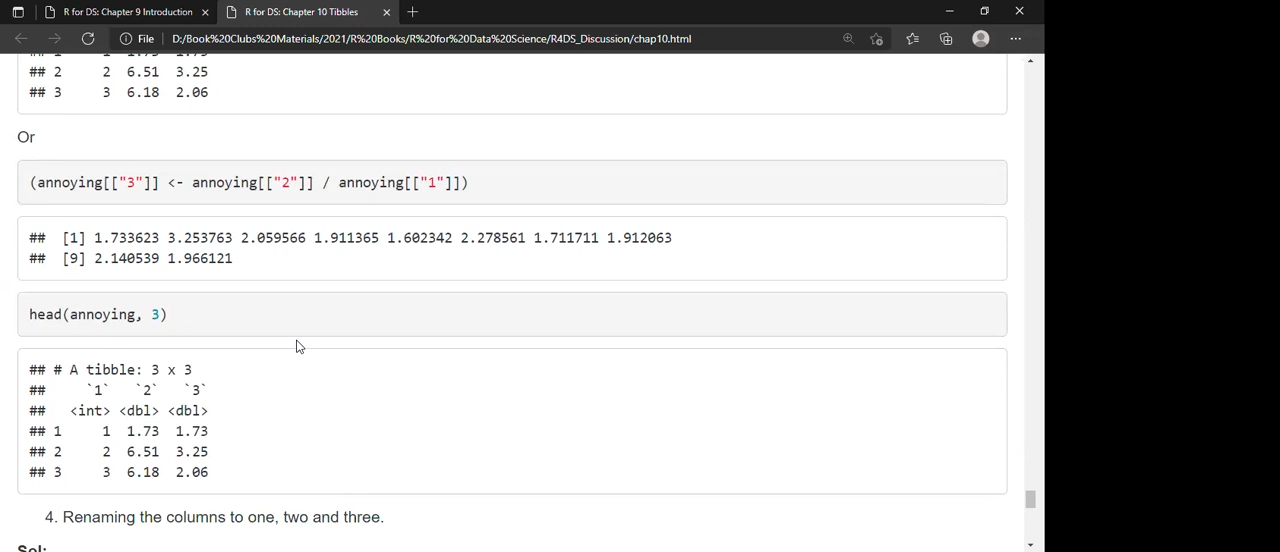 R for DS: Chapter 9 Introduction
R for DS: Chapter 10 Tibbles
File D:/Book%20Clubs%20Materials/2021/R%20Books/R%20for%20Data%20Science/R4DS_Discussion/chap10.html
## 2 2 6.51 3.25
## 3 3 6.18 2.06
Or
(annoying[["3"]] <- annoying[["2"]] / annoying[["1"]])
## [1] 1.733623 3.253763 2.059566 1.911365 1.602342 2.278561 1.711711 1.912063
## [9] 2.140539 1.966121
head(annoying, 3)
## # A tibble: 3 x 3
## `1` `2` `3`
## <int> <dbl> <dbl>
## 1 1 1.73 1.73
## 2 2 6.51 3.25
## 3 3 6.18 2.06
4. Renaming the columns to one, two and three.
Sol: